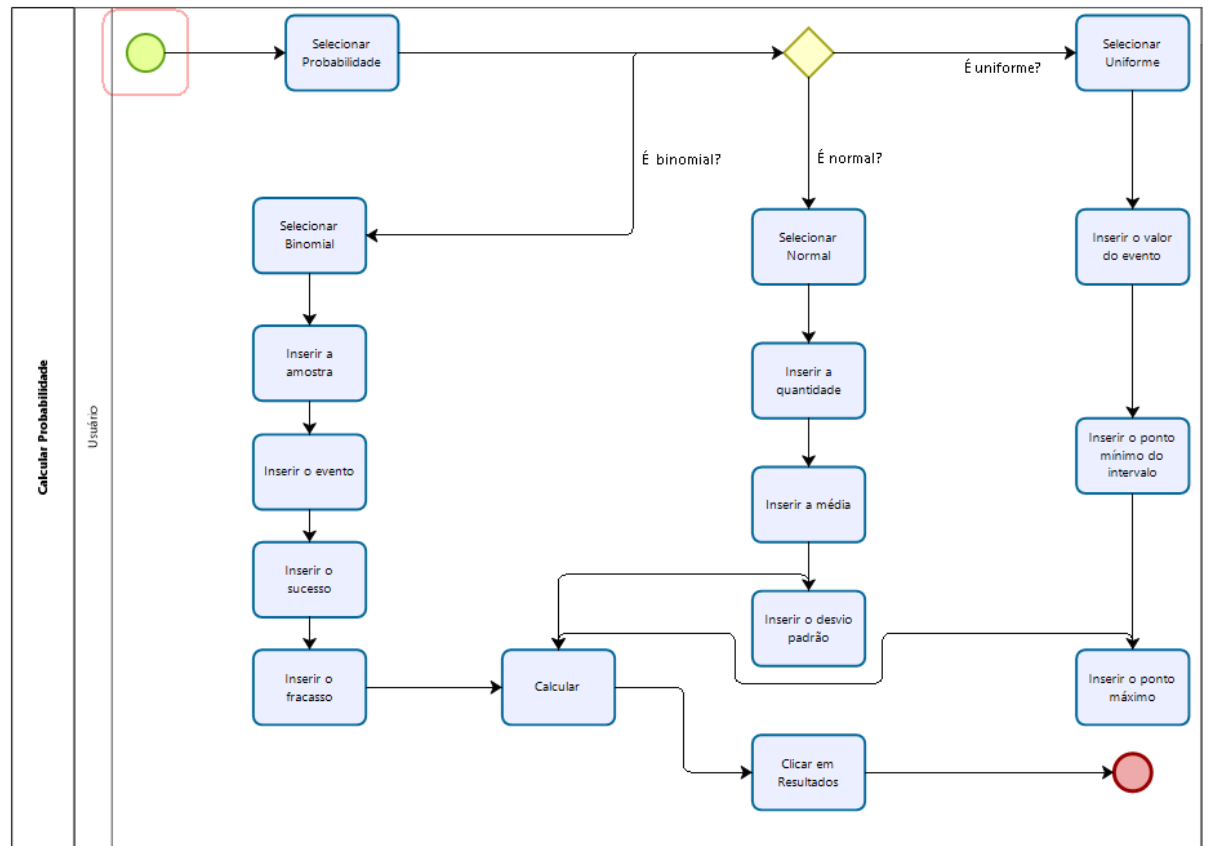 Calcular Probabilidade
Usuário
Selecionar
Probabilidade
É uniforme?
Selecionar
Uniforme
É binomial?
É normal?
Selecionar
Binomial
Selecionar
Normal
Inserir o valor
do evento
Inserir a
amostra
Inserir a
quantidade
Inserir o ponto
mínimo do
intervalo
Inserir o evento
Inserir a média
Inserir o
sucesso
Inserir o desvio
padrão
Inserir o
fracasso
Calcular
Inserir o ponto
máximo
Clicar em
Resultados